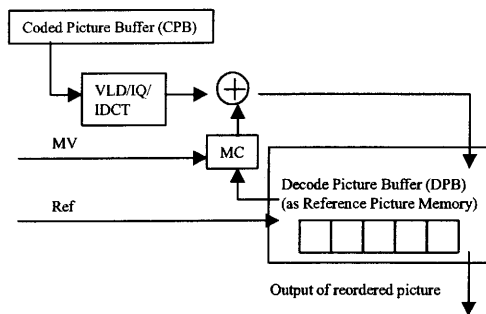 Coded Picture Buffer (CPB)
VLD/IQ/
IDCT
MV
MC
Decode Picture Buffer (DPB)
(as Reference Picture Memory)
Ref
Output of reordered picture